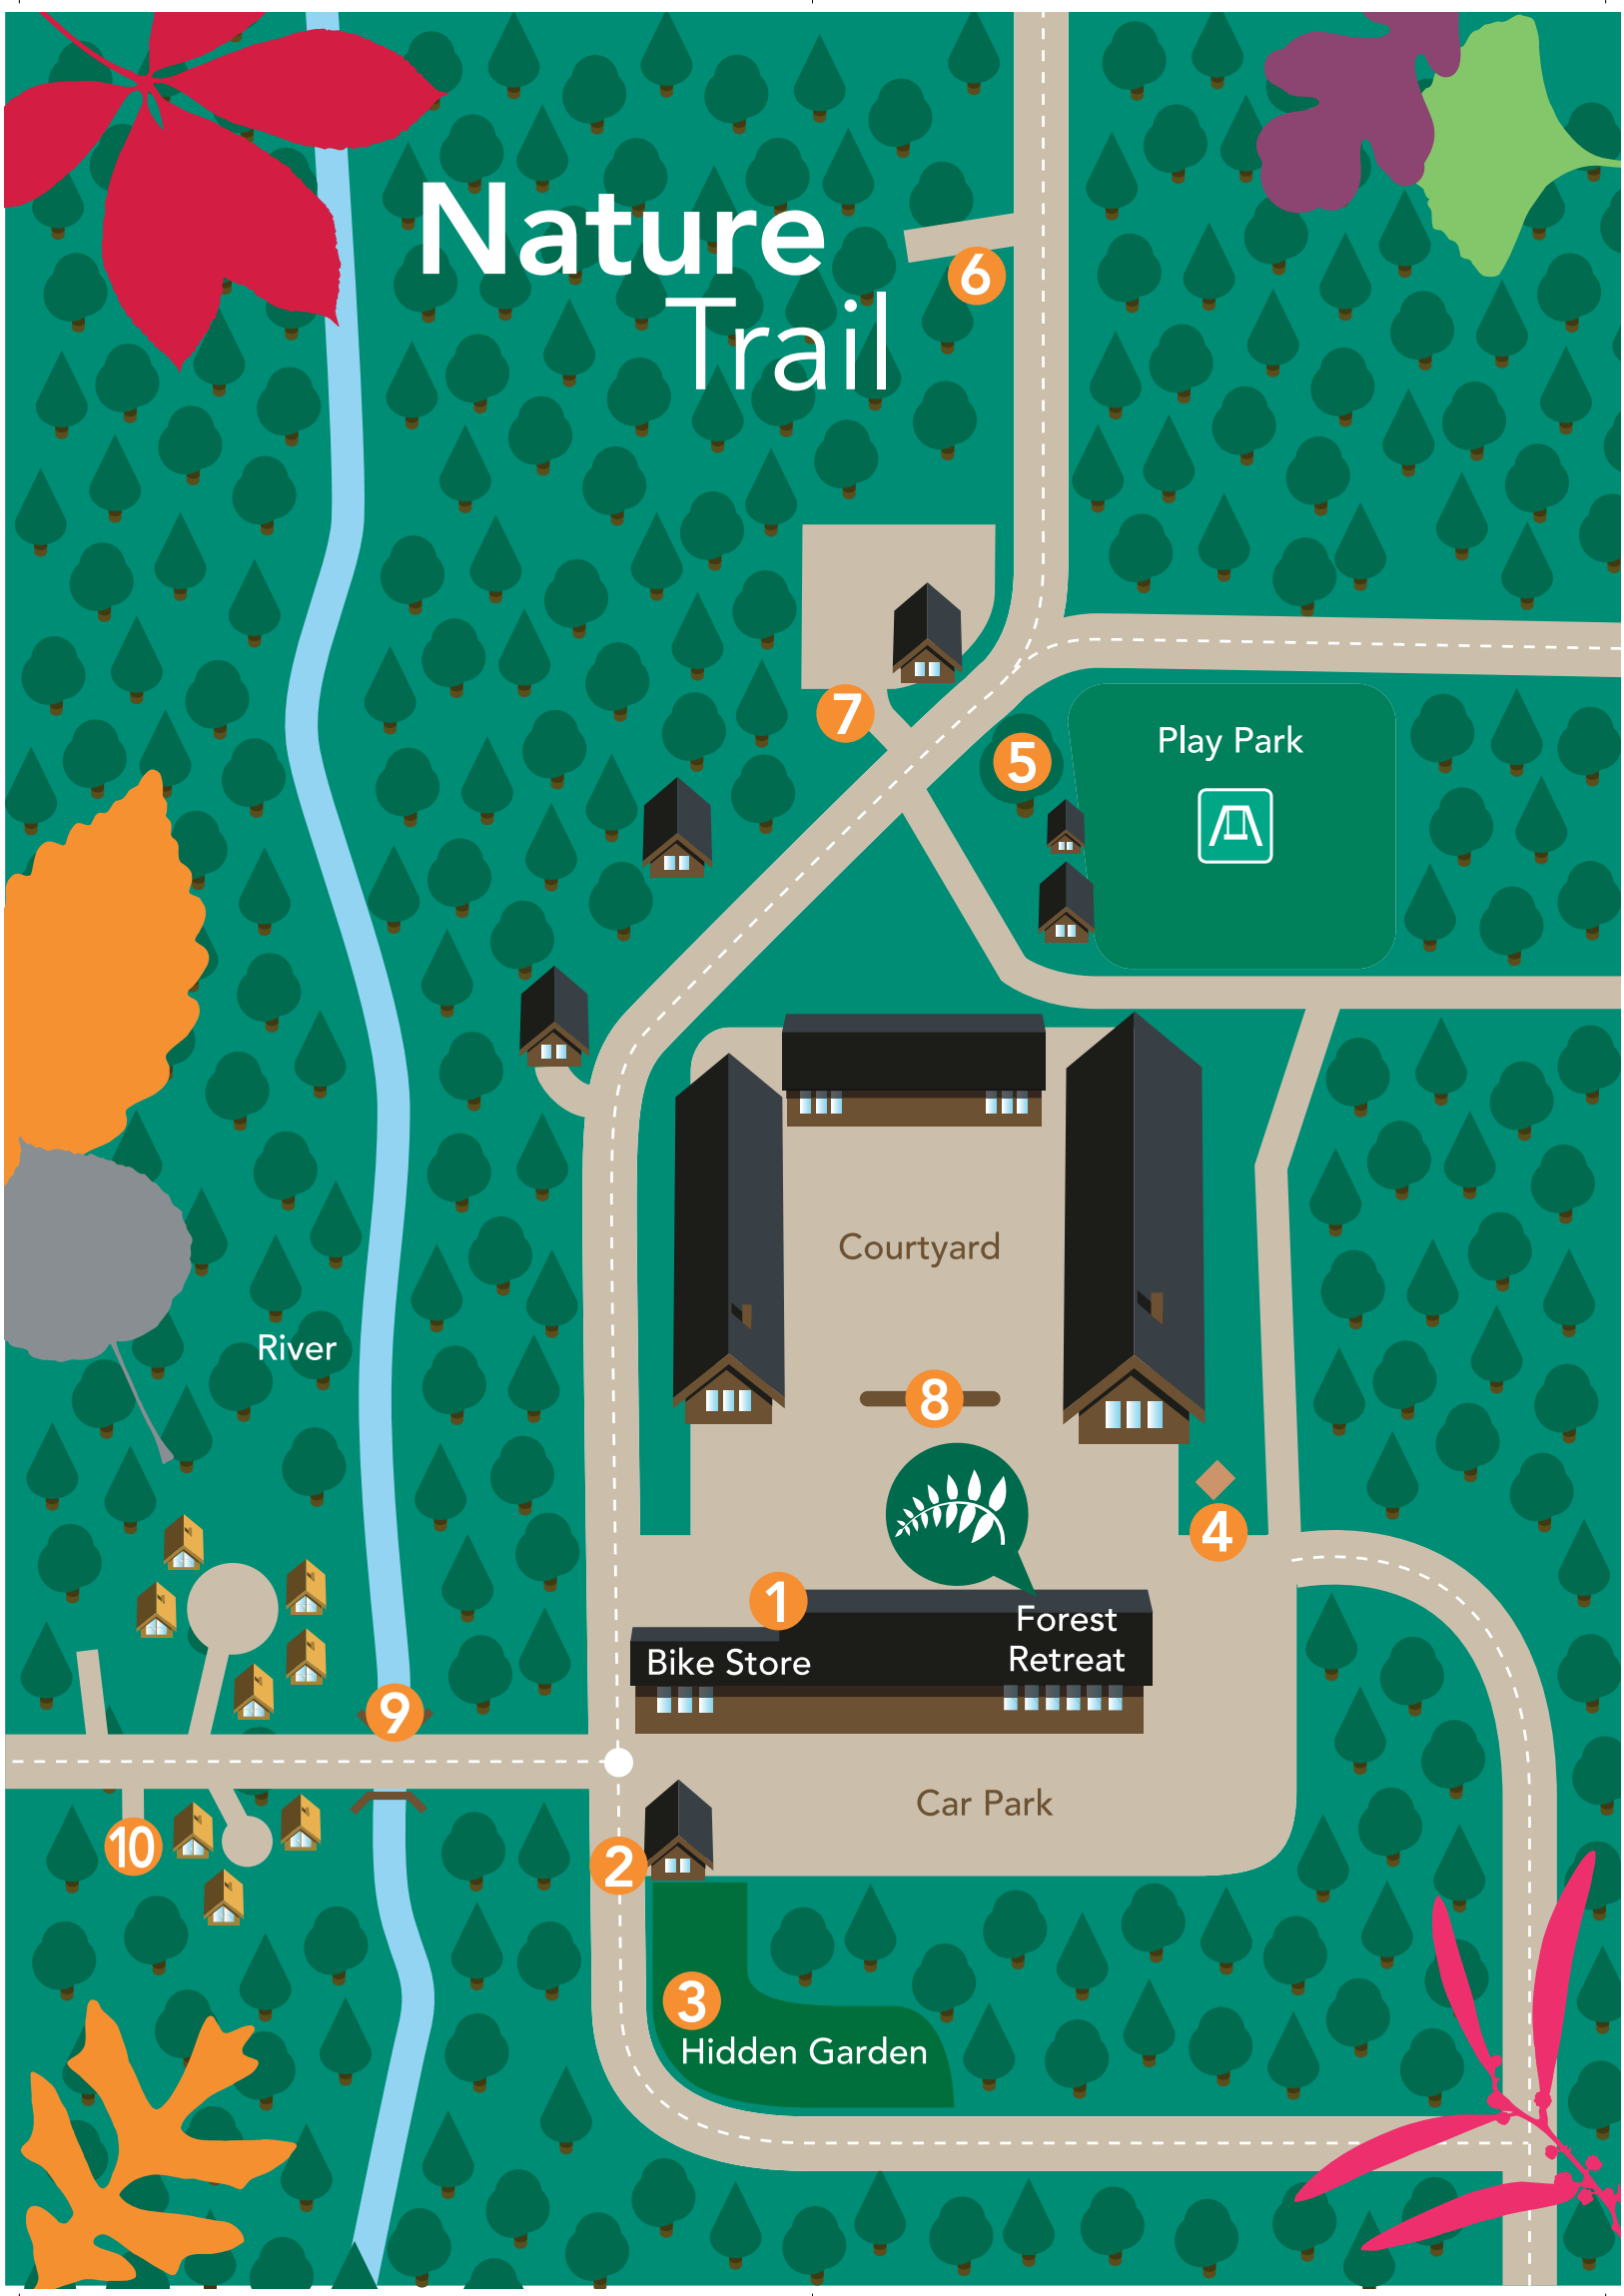 Nature
Trail
6
7
5
Play Park
Courtyard
River
8
4
1
Forest
Retreat
Bike Store
9
Car Park
10
2
3
Hidden Garden